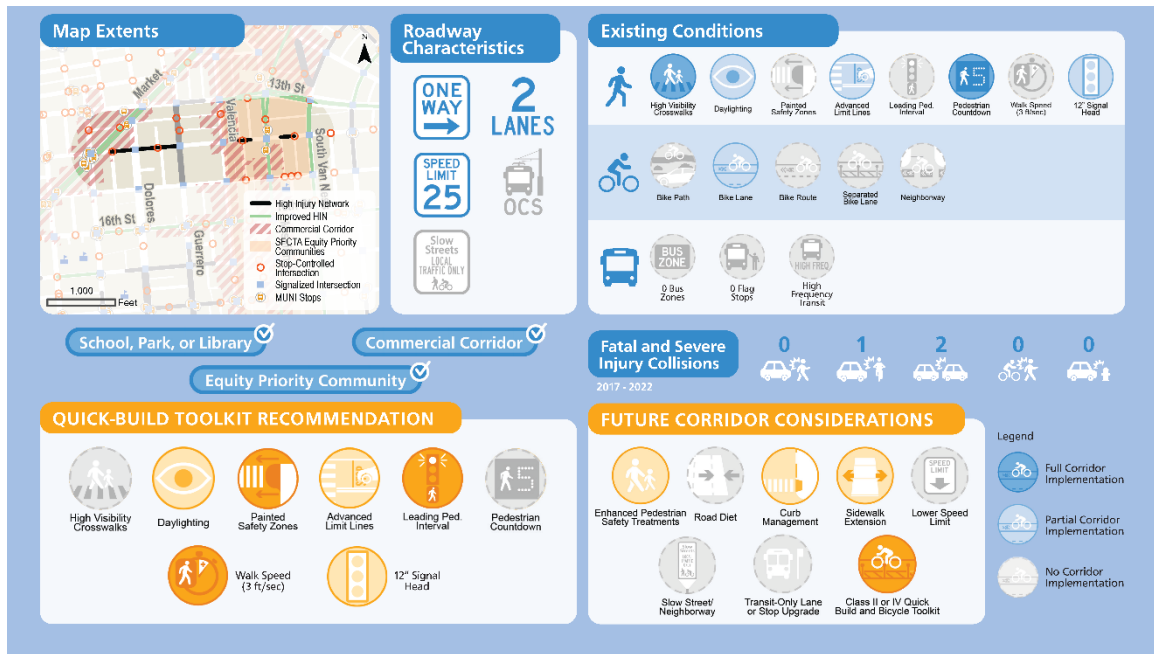 Map Extents
N
Market
13th St
Valencia
South Van Ne
Dolores
16th St
Guerrero
High Injury Network
Improved HIN
Commercial Corridor
SFCTA Equity Priority
Communities
Stop-Controlled
Intersection
Signalized Intersection
MUNI Stops
1,000
Feet
Roadway
Characteristics
ONE
WAY
2
LANES
SPEED
LIMIT
25
OCS
Slow
Streets
LOCAL
TRAFFIC ONLY
Existing Conditions
High Visibility
Crosswalks
Daylighting
Painted
Safety Zones
Advanced
Limit Lines
Leading Ped.
Interval
5
Pedestrian
Countdown
Walk Speed
(3 ft/sec)
12" Signal
Head
Bike Path
Bike Lane
Bike Route
Separated
Bike Lane
Neighborway
BUS
ZONE
0 Bus
Zones
0 Flag
Stops
HIGH FREQ.
High
Frequency
Transit
School, Park, or Library
Commercial Corridor
Equity Priority Community
Fatal and Severe
Injury Collisions
2017 - 2022
0 1 2 0 0
QUICK-BUILD TOOLKIT RECOMMENDATION
High Visibility
Crosswalks
Daylighting
Painted
Safety Zones
Advanced
Limit Lines
Leading Ped.
Interval
5
Pedestrian
Countdown
Walk Speed
(3 ft/sec)
12" Signal
Head
FUTURE CORRIDOR CONSIDERATIONS
Enhanced Pedestrian
Safety Treatments
Road Diet
Curb
Management
Sidewalk
Extension
SPEED
LIMIT
Lower Speed
Limit
Slow Street/
Neighborway
Transit-Only Lane
or Stop Upgrade
Class II or IV Quick
Build and Bicycle Toolkit
Legend
Full Corridor
Implementation
Partial Corridor
Implementation
No Corridor
Implementation